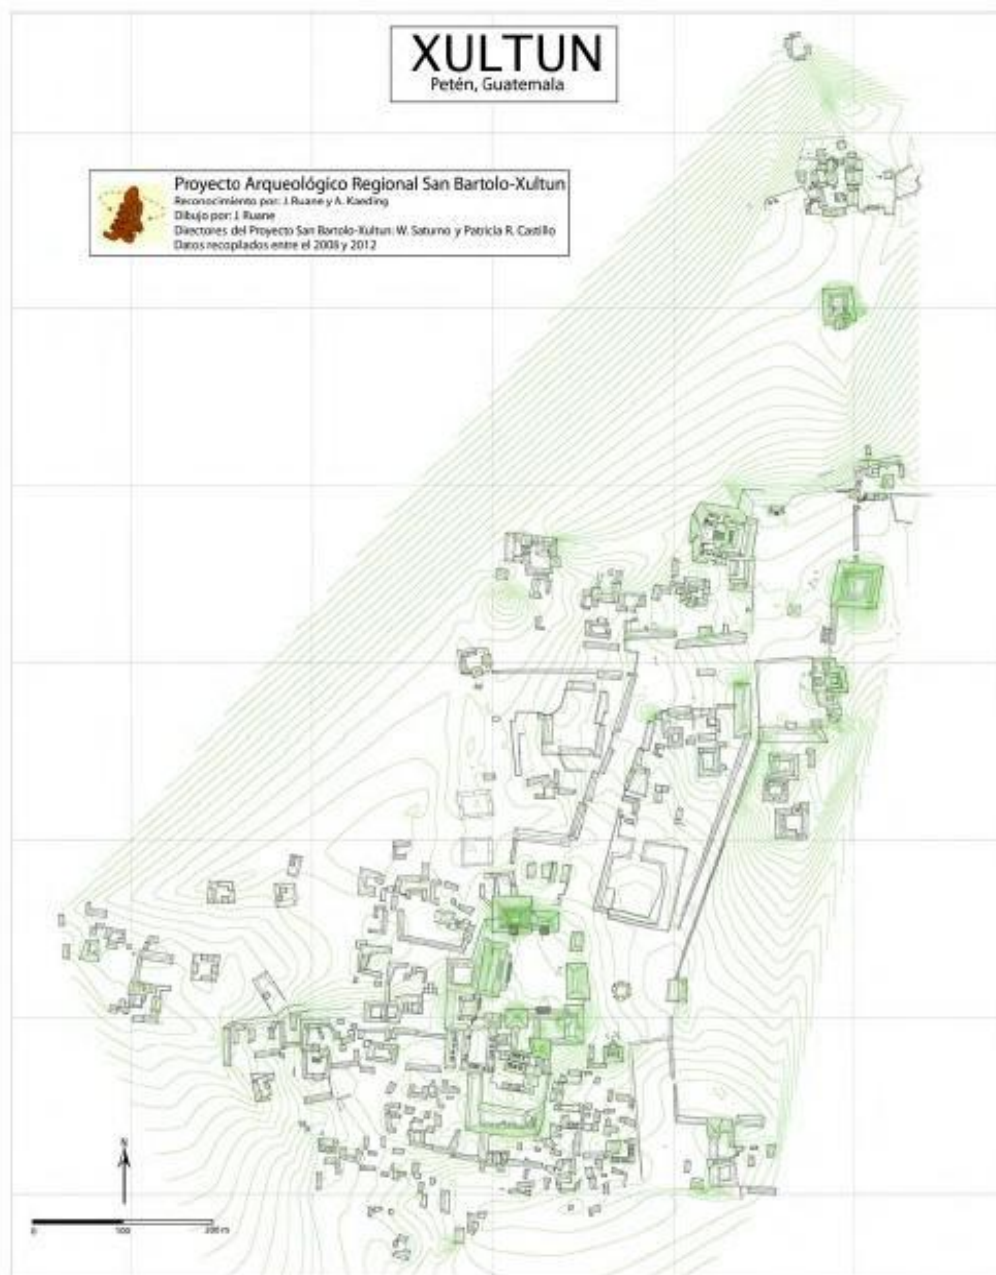 XULTUN
Petén, Guatemala
Proyecto Arqueológico Regional San Bartolo-Xultun
Reconocimiento por: J. Ruane y A. Kaeding
Dibujo por: J. Ruane
Directores del Proyecto San Bartolo-Xultun: W. Saturno y Patricia R. Castillo
Datos recopilados entre el 2008 y 2012
N
0 100 200 m